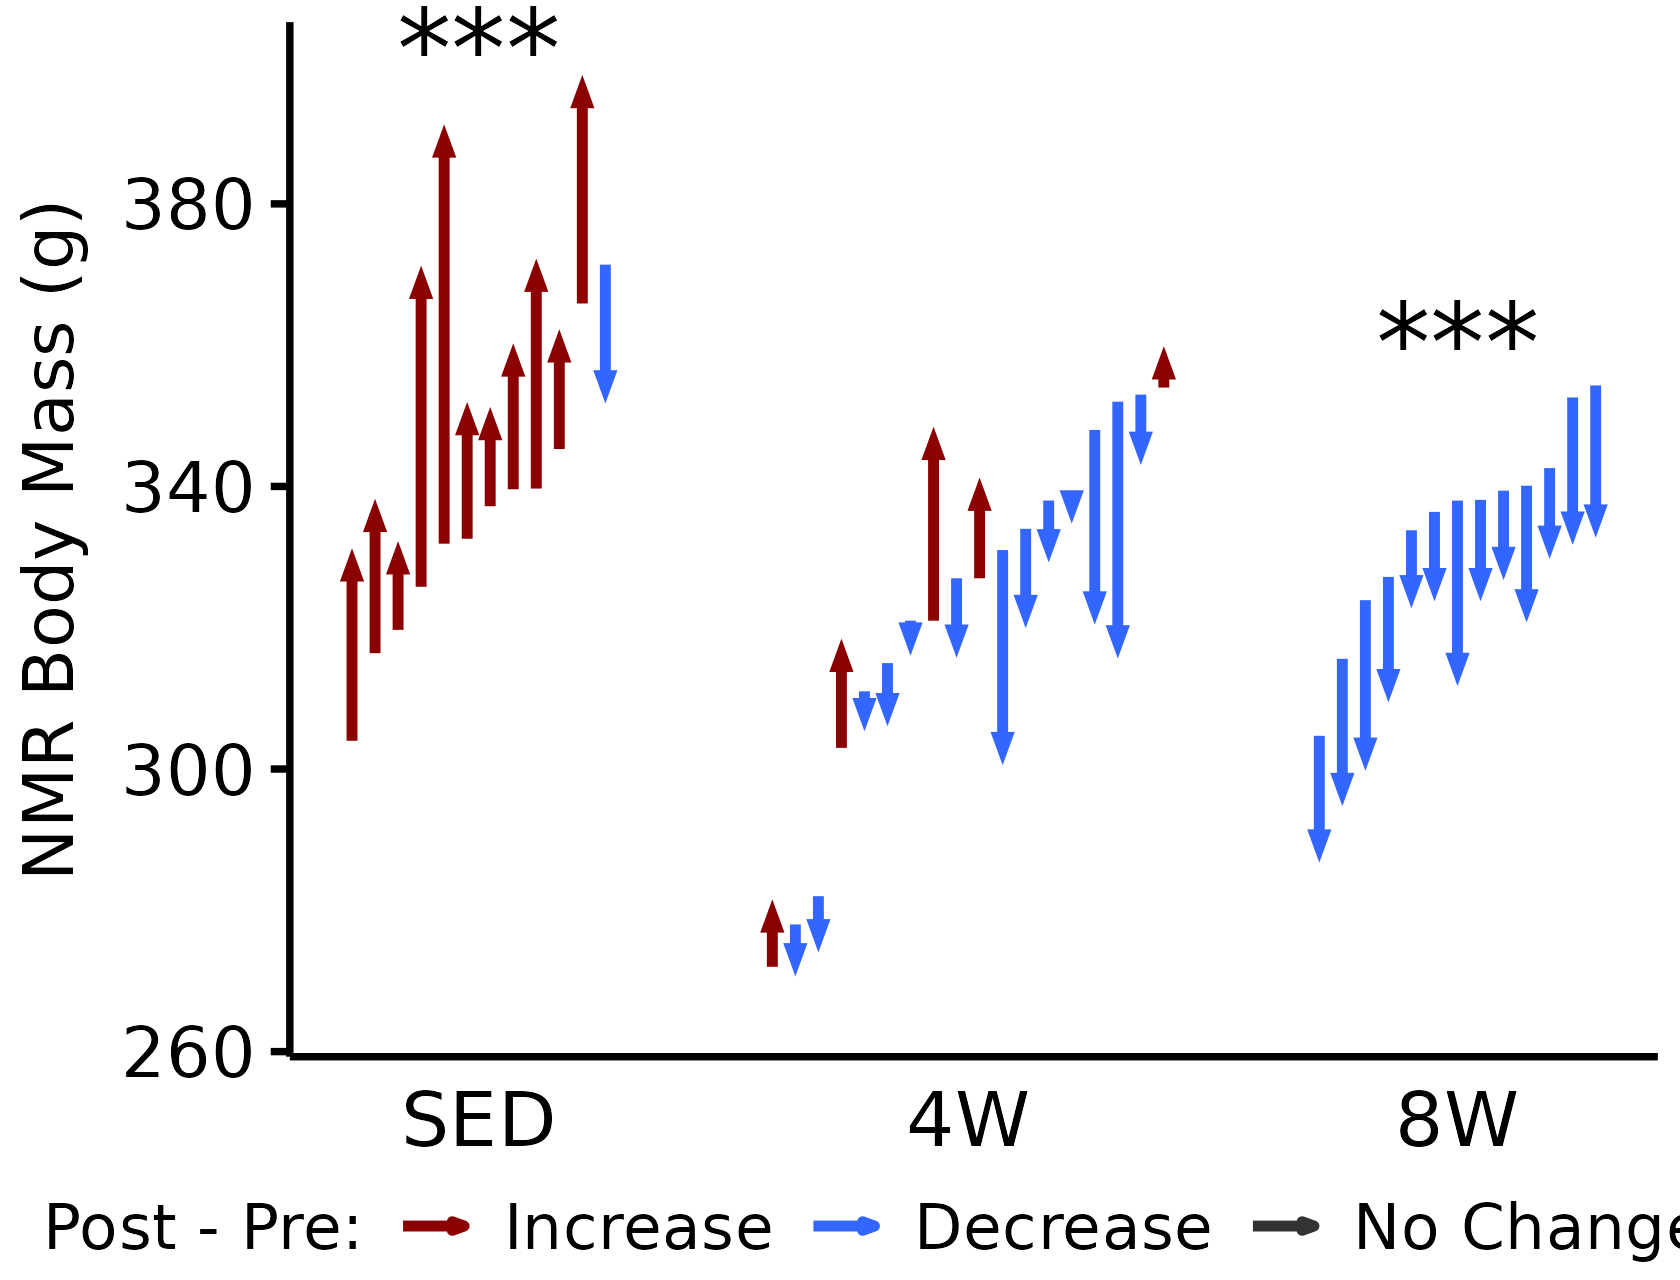 ***
380
340
300
260
NMR Body Mass (g)
***
SED 4W 8W
Post - Pre: Increase Decrease No Change